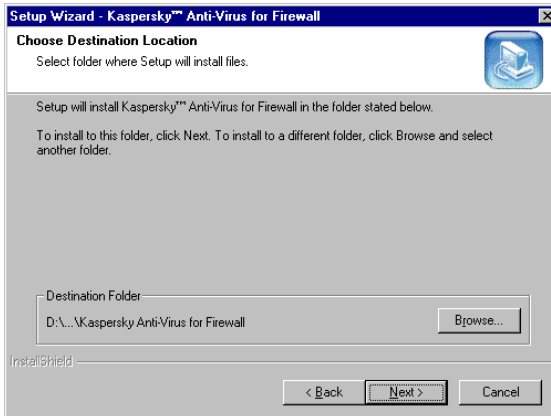 Setup Wizard - Kaspersky™ Anti-Virus for Firewall
Choose Destination Location
Select folder where Setup will install files.
Setup will install Kaspersky™ Anti-Virus for Firewall in the folder stated below.
To install to this folder, click Next. To install to a different folder, click Browse and select
another folder.
Destination Folder
D:\...\Kaspersky Anti-Virus for Firewall
Browse...
InstallShield
< Back
Next >
Cancel